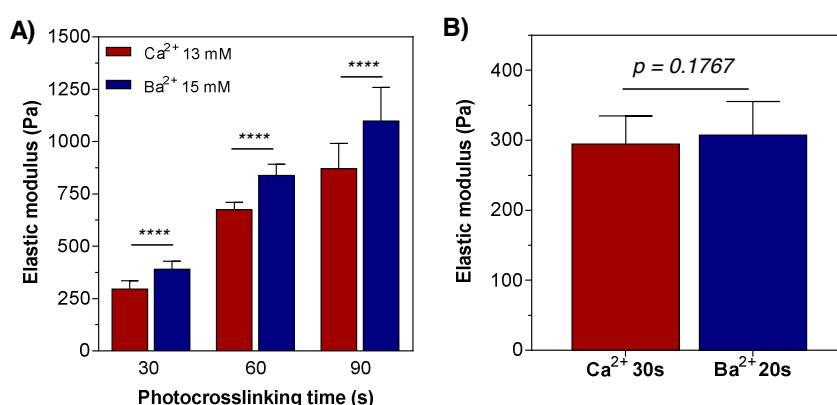 A)
Elastic modulus (Pa)
1500
1250
1000
750
500
250
0
Ca²⁺ 13 mM
Ba²⁺ 15 mM
****
****
****
30 60 90
Photocrosslinking time (s)
B)
Elastic modulus (Pa)
400
300
200
100
0
p = 0.1767
Ca²⁺ 30s Ba²⁺ 20s